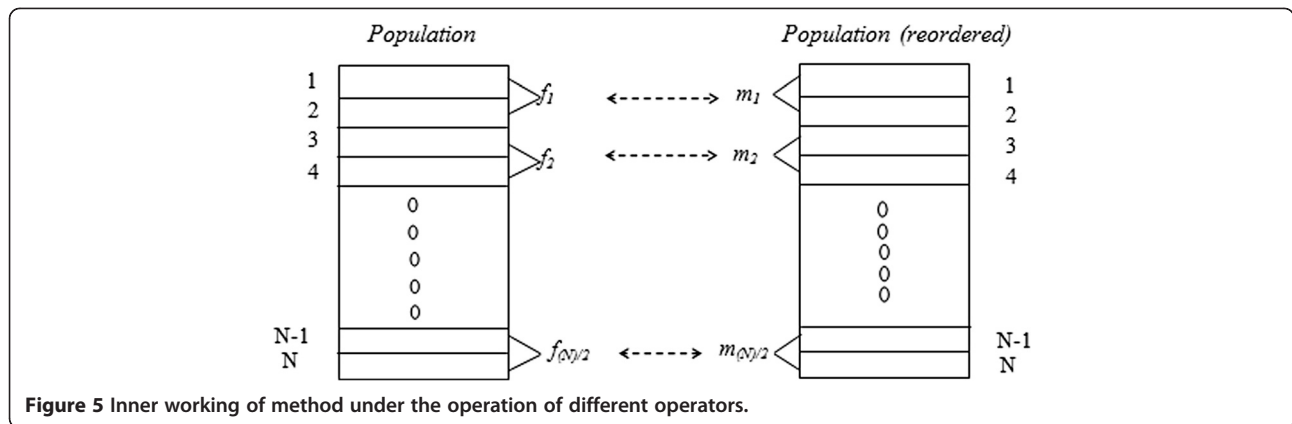 Population
Population (reordered)
1
2
3
4
f1
f2
0
0
0
0
0
N-1
N
f(N)/2
m1
m2
m(N)/2
1
2
3
4
0
0
0
0
0
N-1
N
Figure 5 Inner working of method under the operation of different operators.